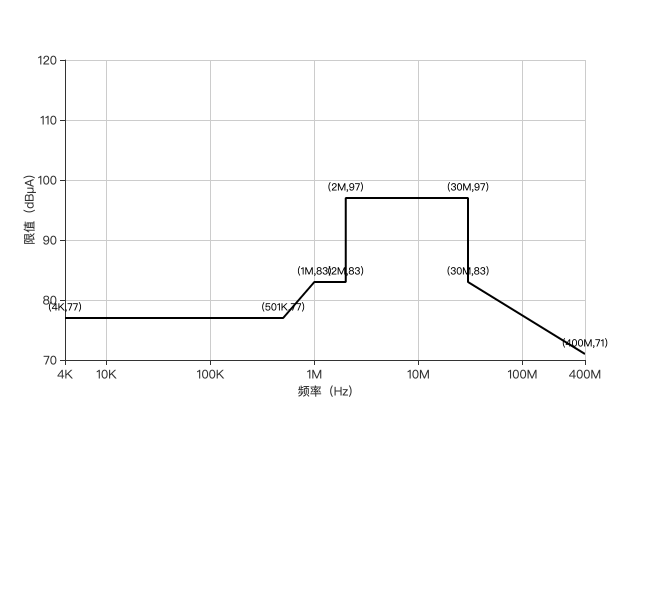 120
110
100
90
80
70
限值（dBμA）
(2M,97)
(30M,97)
(1M,83)
(2M,83)
(30M,83)
(4K,77)
(501K,77)
(400M,71)
4K
10K
100K
1M
10M
100M
400M
频率（Hz）